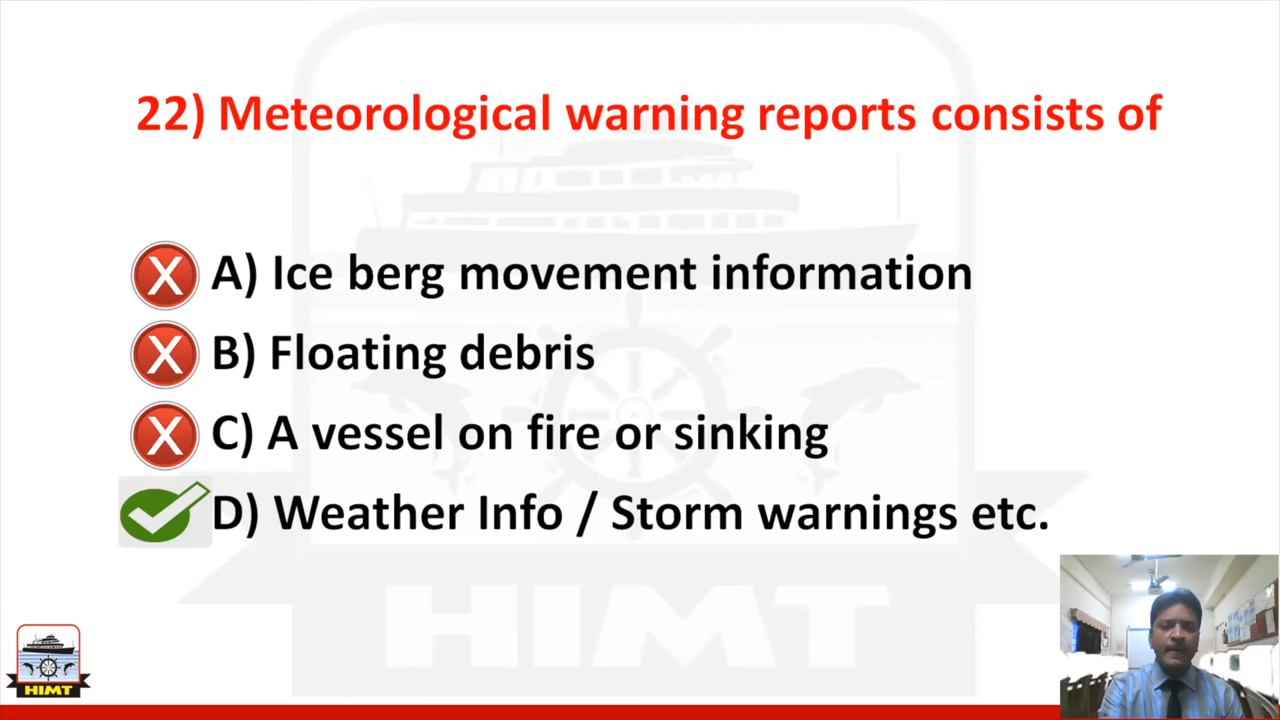 22) Meteorological warning reports consists of
X A) Ice berg movement information
X B) Floating debris
X C) A vessel on fire or sinking
D) Weather Info / Storm warnings etc.
HIMT
HIMT